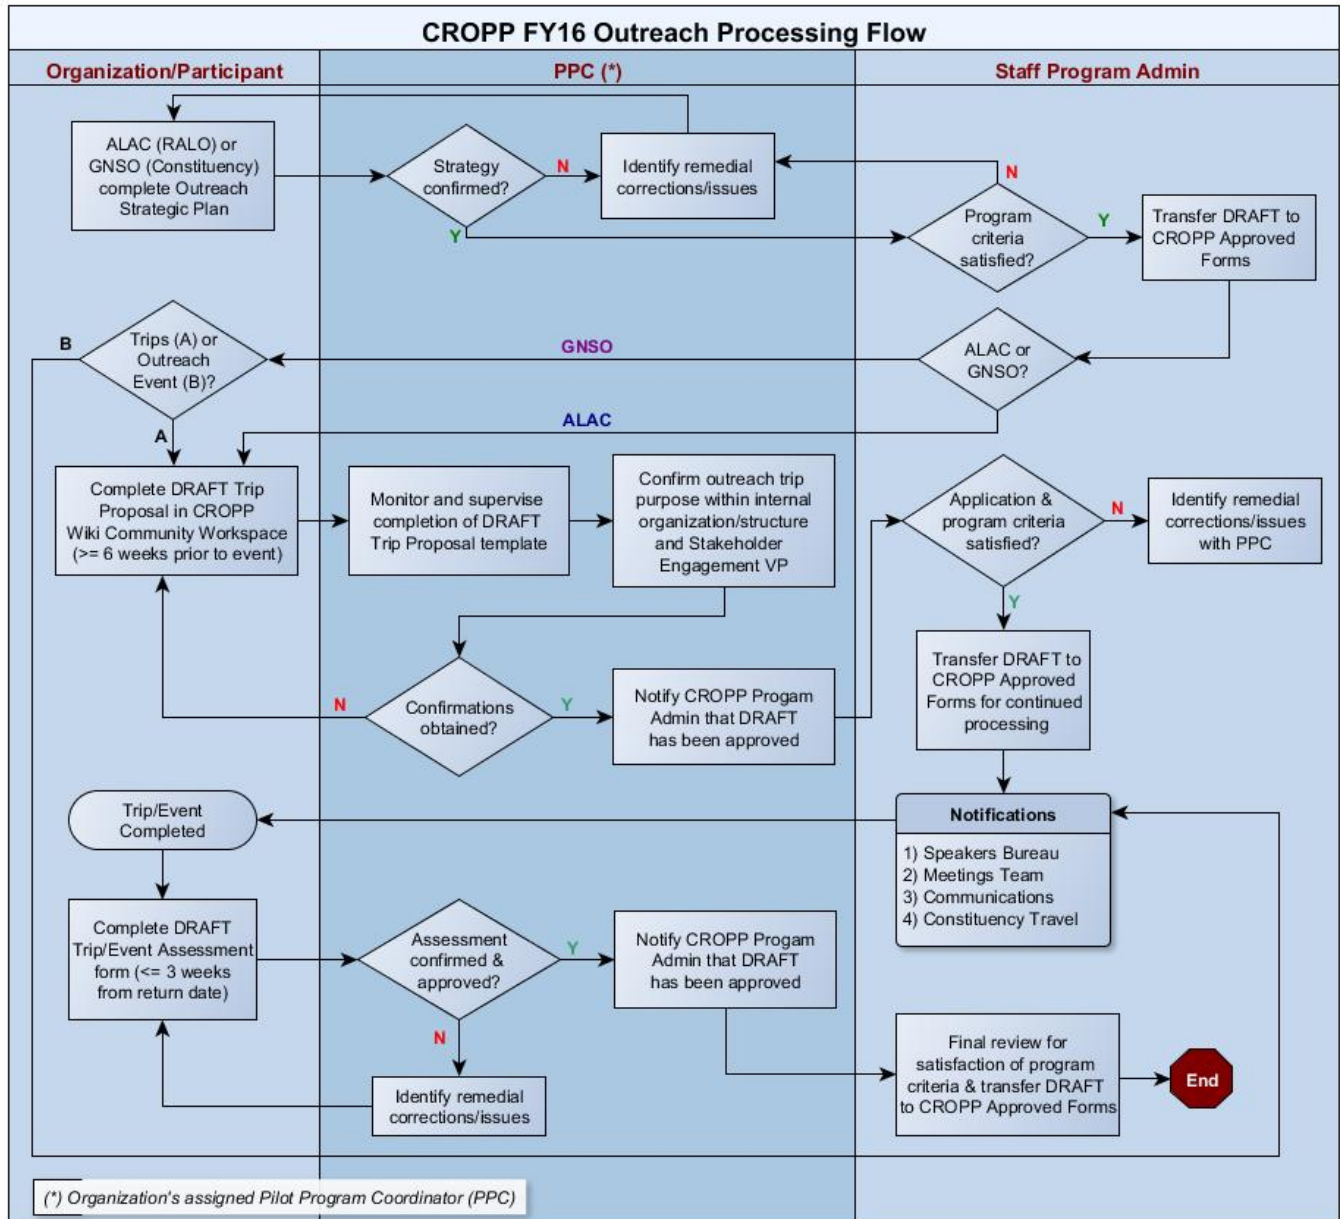 CROPP FY16 Outreach Processing Flow
Organization/Participant
PPC (*)
Staff Program Admin
ALAC (RALO) or
GNSO (Constituency)
complete Outreach
Strategic Plan
Strategy
confirmed?
N
Y
Identify remedial
corrections/issues
N
Program
criteria
satisfied?
Y
Transfer DRAFT to
CROPP Approved
Forms
B
Trips (A) or
Outreach
Event (B)?
A
GNSO
ALAC or
GNSO?
ALAC
Complete DRAFT Trip
Proposal in CROPP
Wiki Community Workspace
(>= 6 weeks prior to event)
Monitor and supervise
completion of DRAFT
Trip Proposal template
Confirm outreach trip
purpose within internal
organization/structure
and Stakeholder
Engagement VP
Application &
program criteria
satisfied?
N
Y
Identify remedial
corrections/issues
with PPC
N
Confirmations
obtained?
Y
Notify CROPP Progam
Admin that DRAFT
has been approved
Transfer DRAFT to
CROPP Approved
Forms for continued
processing
Trip/Event
Completed
Notifications
1) Speakers Bureau
2) Meetings Team
3) Communications
4) Constituency Travel
Complete DRAFT
Trip/Event Assessment
form (<= 3 weeks
from return date)
Assessment
confirmed &
approved?
Y
N
Notify CROPP Progam
Admin that DRAFT
has been approved
Identify remedial
corrections/issues
Final review for
satisfaction of program
criteria & transfer DRAFT
to CROPP Approved Forms
End
(*) Organization's assigned Pilot Program Coordinator (PPC)